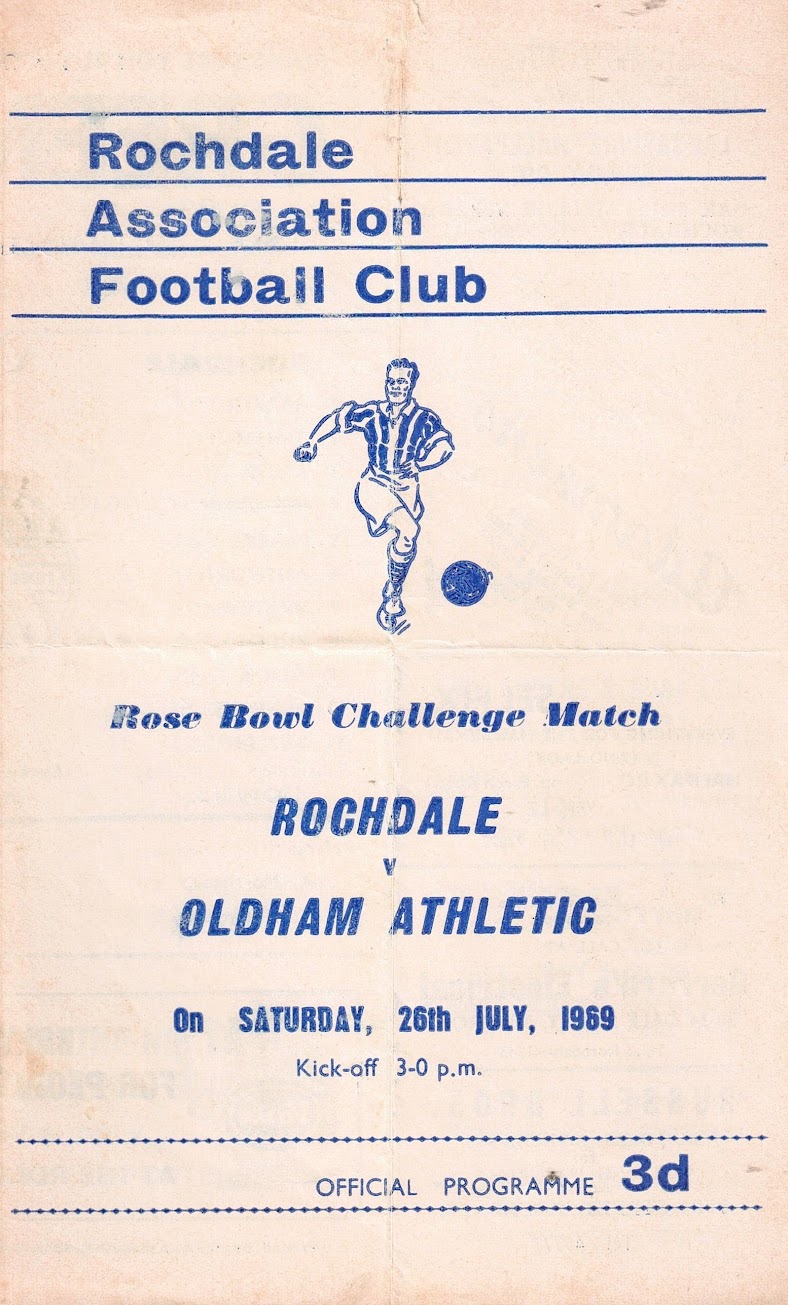 Rochdale
Association
Football Club
Rose Bowl Challenge Match
ROCHDALE
v
OLDHAM ATHLETIC
On SATURDAY, 26th JULY, 1969
Kick-off 3-0 p.m.
OFFICIAL PROGRAMME 3d